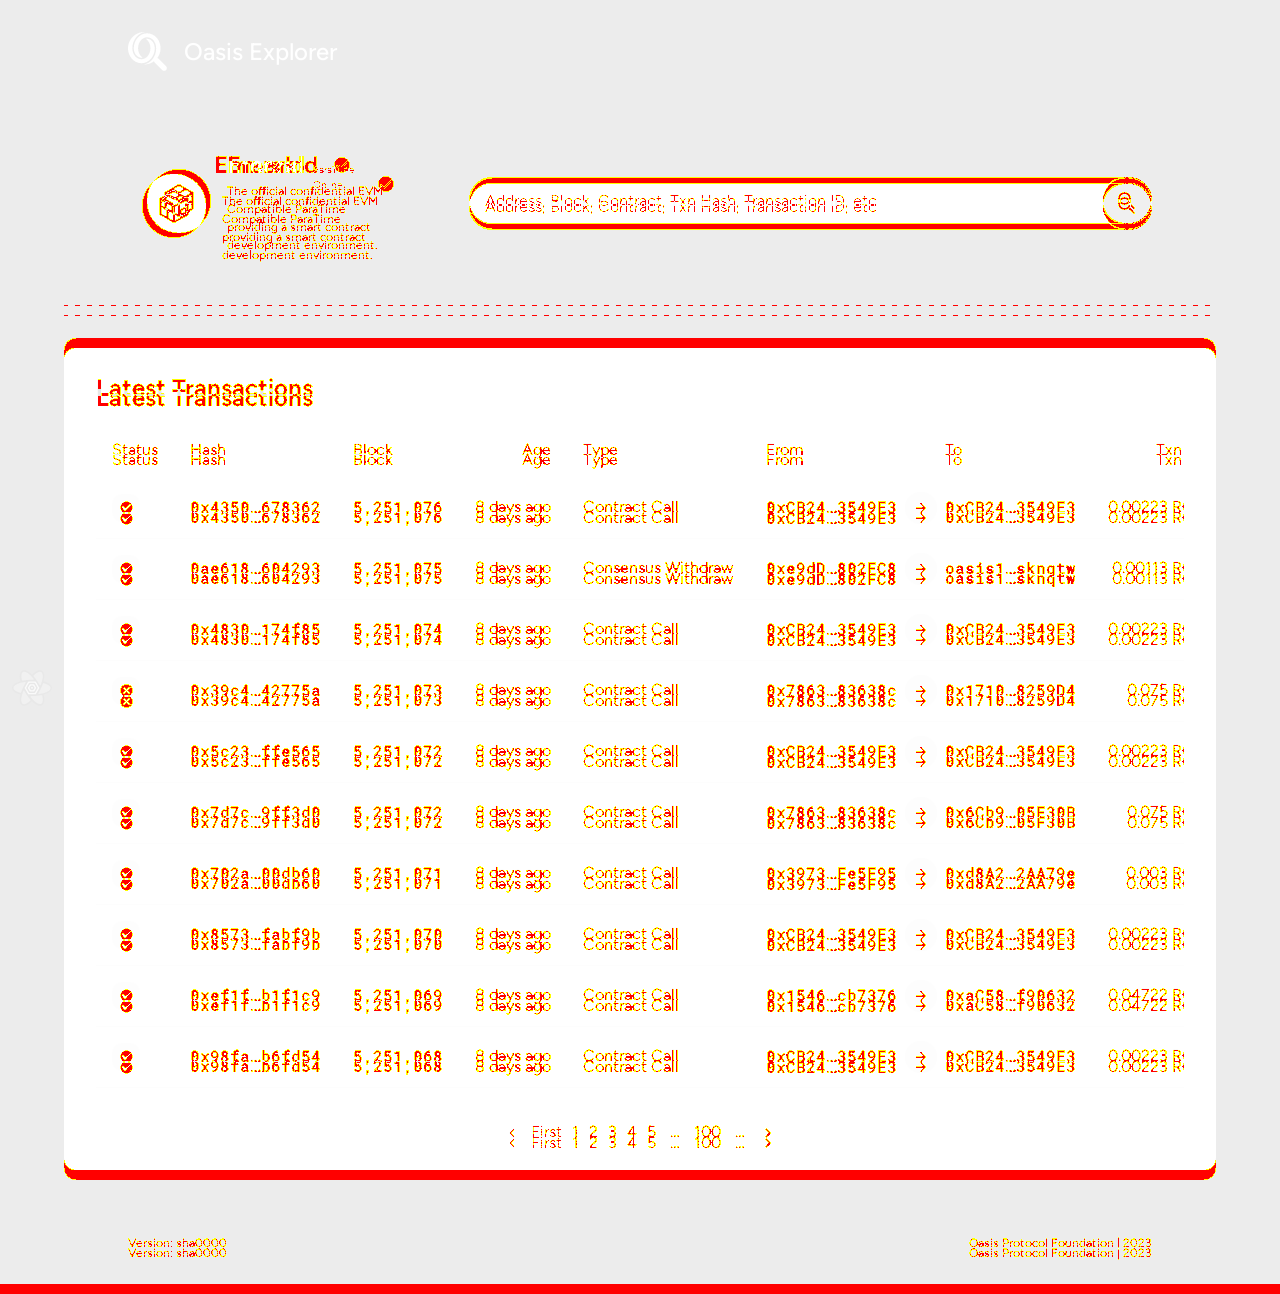 Oasis Explorer
The official confidential EVM
Compatible ParaTime
providing a smart contract
development environment.
Address, Block, Contract, Txn Hash, Transaction ID, etc
Latest Transactions
Status Hash Block Age Type From To Txn
0x4350…678362 5,251,076 8 days ago Contract Call 0xCB24…3549E3 → 0xCB24…3549E3 0.00223
0ae618…604293 5,251,075 8 days ago Consensus Withdraw 0xe9dD…802FC8 → oasis1…sknqtw 0.00113
0x4830…174f85 5,251,074 8 days ago Contract Call 0xCB24…3549E3 → 0xCB24…3549E3 0.00223
0x39c4…42775a 5,251,073 8 days ago Contract Call 0x7863…83638c → 0x1710…8259D4 0.075
0x5c23…ffe565 5,251,072 8 days ago Contract Call 0xCB24…3549E3 → 0xCB24…3549E3 0.00223
0x7d7c…9ff3d0 5,251,072 8 days ago Contract Call 0x7863…83638c → 0x6Cb9…05F30B 0.075
0x702a…00db60 5,251,071 8 days ago Contract Call 0x3973…Fe5F95 → 0xd8A2…2AA79e 0.003
0x8573…fabf9b 5,251,070 8 days ago Contract Call 0xCB24…3549E3 → 0xCB24…3549E3 0.00223
0xef1f…b1f1c9 5,251,069 8 days ago Contract Call 0x1546…cb7376 → 0xaC58…f90632 0.04722
0x98fa…b6fd54 5,251,068 8 days ago Contract Call 0xCB24…3549E3 → 0xCB24…3549E3 0.00223
< First 1 2 3 4 5 … 100 … >
Version: sha0000
Oasis Protocol Foundation | 2023